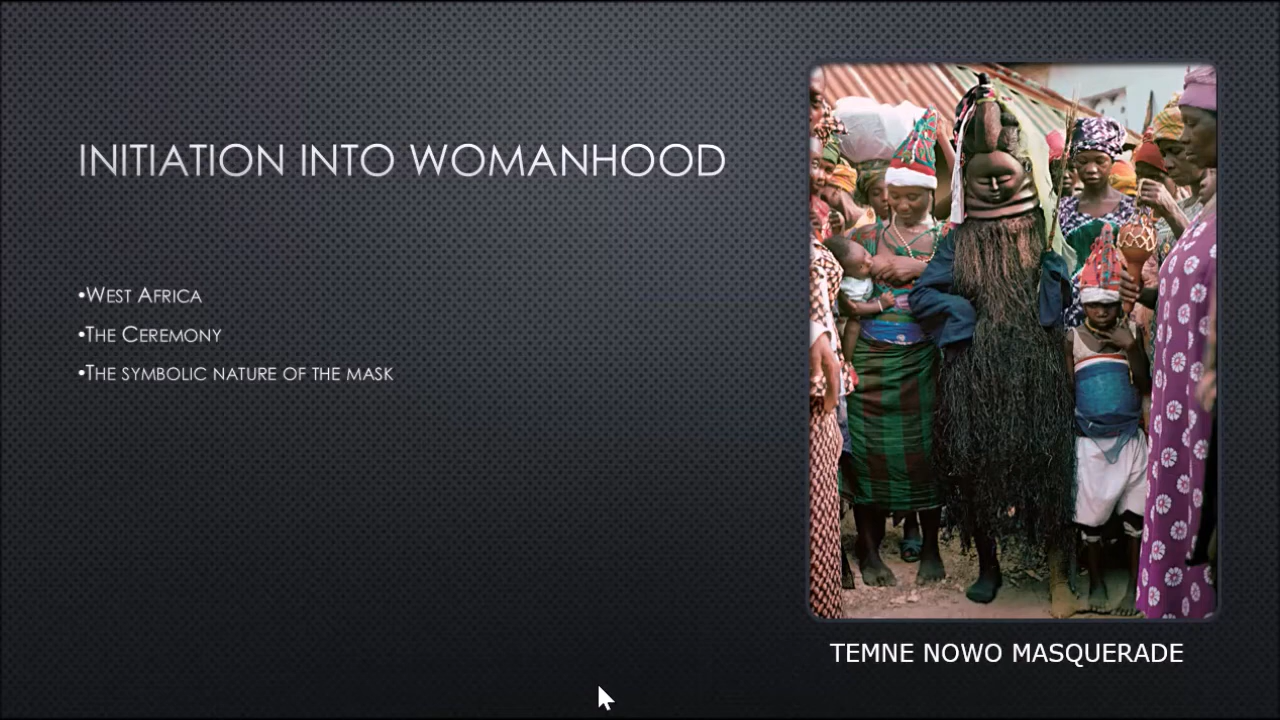 INITIATION INTO WOMANHOOD
•West Africa
•The Ceremony
•The symbolic nature of the mask
TEMNE NOWO MASQUERADE